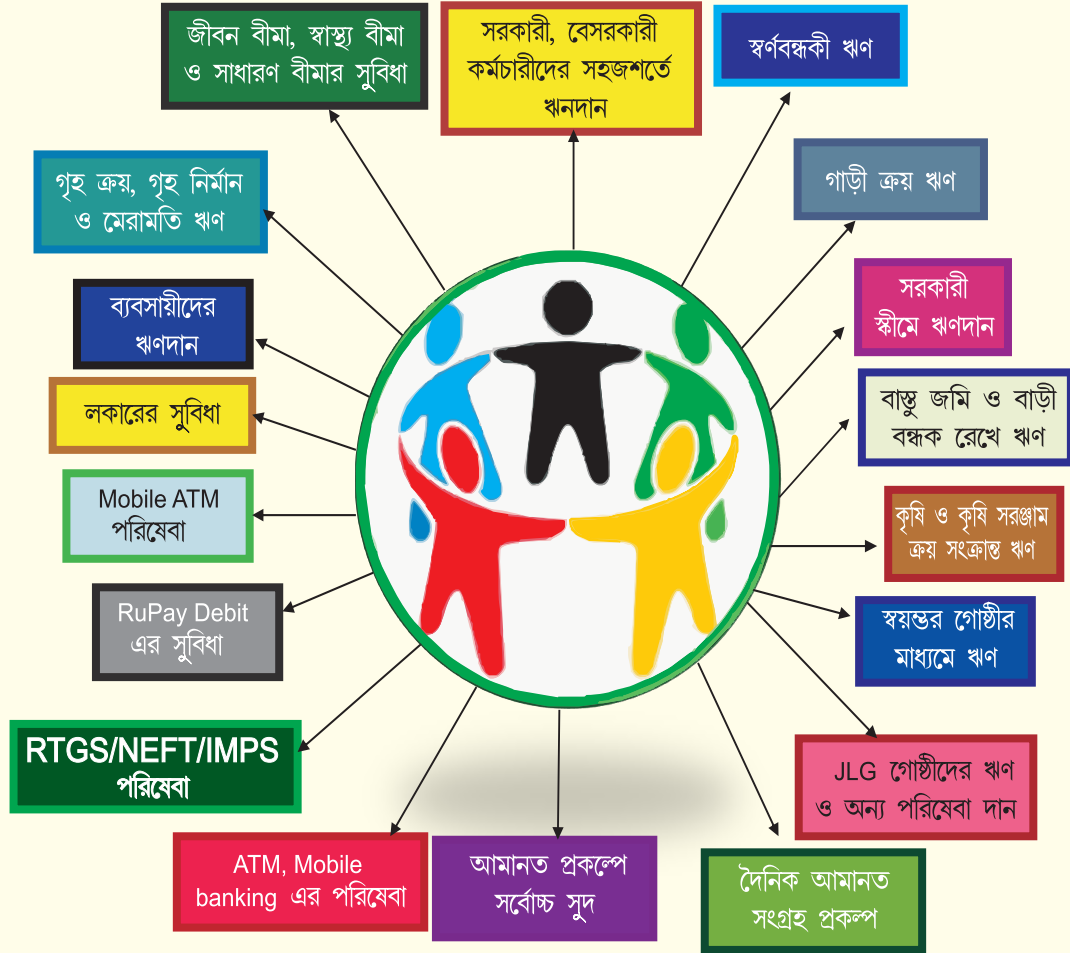 জীবন বীমা, স্বাস্থ্য বীমা
ও সাধারণ বীমার সুবিধা
সরকারী, বেসরকারী
কর্মচারীদের সহজশর্তে
ঋনদান
স্বর্ণবন্ধকী ঋণ
গৃহ ক্রয়, গৃহ নির্মান
ও মেরামতি ঋণ
গাড়ী ক্রয় ঋণ
ব্যবসায়ীদের
ঋণদান
সরকারী
স্কীমে ঋণদান
লকারের সুবিধা
বাস্তু জমি ও বাড়ী
বন্ধক রেখে ঋণ
Mobile ATM
পরিষেবা
কৃষি ও কৃষি সরঞ্জাম
ক্রয় সংক্রান্ত ঋণ
RuPay Debit
এর সুবিধা
স্বয়ম্ভর গোষ্ঠীর
মাধ্যমে ঋণ
RTGS/NEFT/IMPS
পরিষেবা
JLG গোষ্ঠীদের ঋণ
ও অন্য পরিষেবা দান
ATM, Mobile
banking এর পরিষেবা
আমানত প্রকল্পে
সর্বোচ্চ সুদ
দৈনিক আমানত
সংগ্রহ প্রকল্প